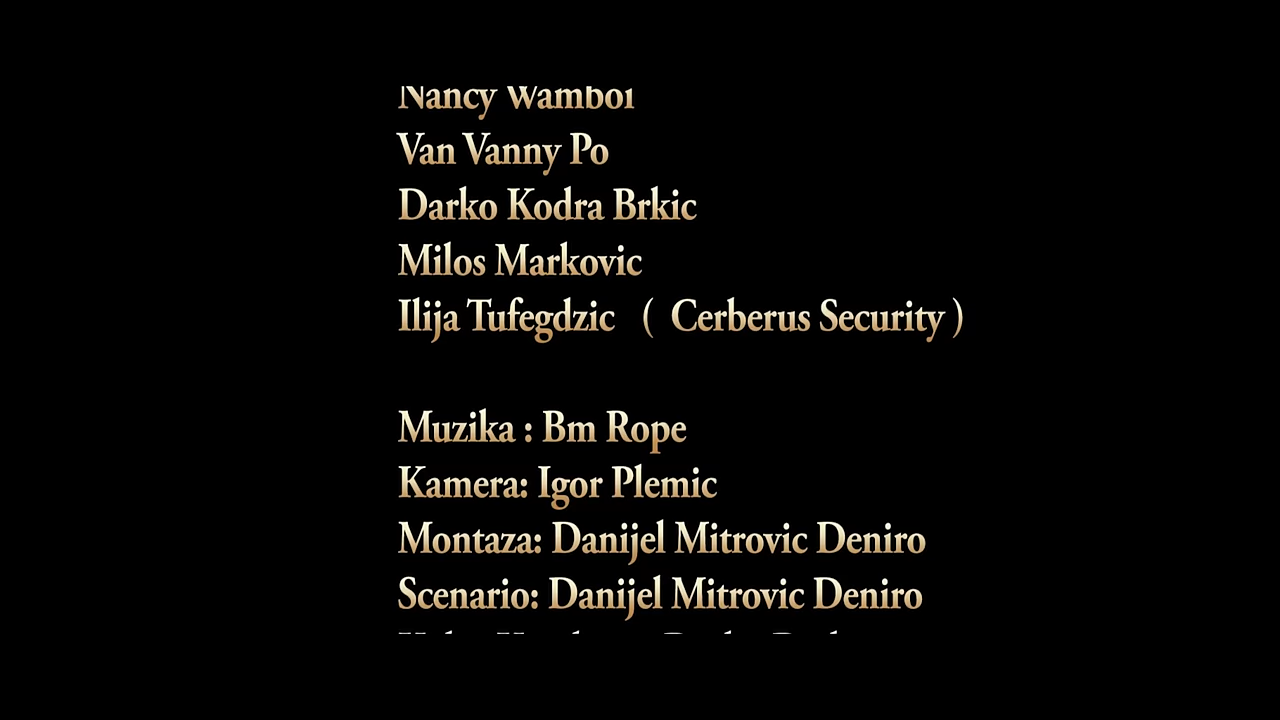 Nancy Wamboi
Van Vanny Po
Darko Kodra Brkic
Milos Markovic
Ilija Tufegdzic ( Cerberus Security )
Muzika : Bm Rope
Kamera: Igor Plemic
Montaza: Danijel Mitrovic Deniro
Scenario: Danijel Mitrovic Deniro